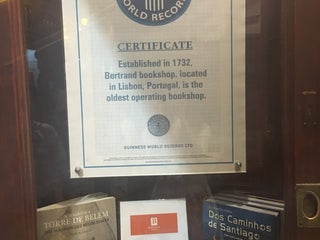 WORLD RECORDS
CERTIFICATE
Established in 1732,
Bertrand bookshop, located
in Lisbon, Portugal, is
the oldest operating bookshop.
GUINNESS WORLD RECORDS LTD
TORRE DE BELÉM
Dos Caminhos
de Santiago